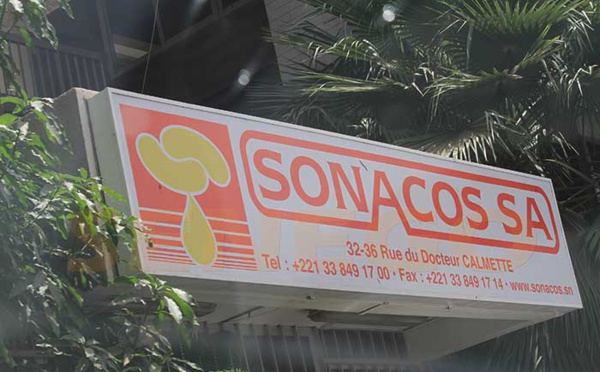 SONACOS SA
32-36 Rue du Docteur CALMETTE
Tel : +221 33 849 17 00 · Fax : +221 33 849 17 14 · www.sonacos.sn